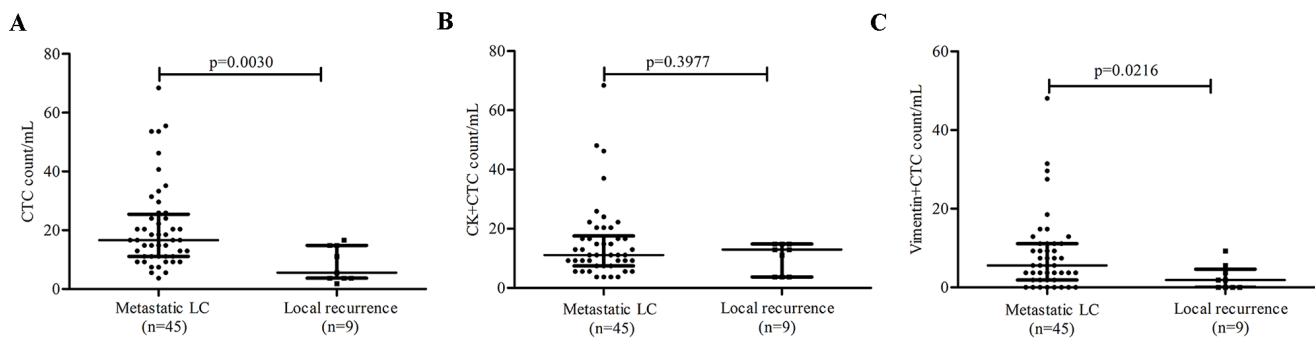 A
CTC count/mL
80
60
40
20
0
p=0.0030
Metastatic LC
(n=45)
Local recurrence
(n=9)
B
CK+CTC count/mL
80
60
40
20
0
p=0.3977
Metastatic LC
(n=45)
Local recurrence
(n=9)
C
Vimentin+CTC count/mL
60
40
20
0
p=0.0216
Metastatic LC
(n=45)
Local recurrence
(n=9)